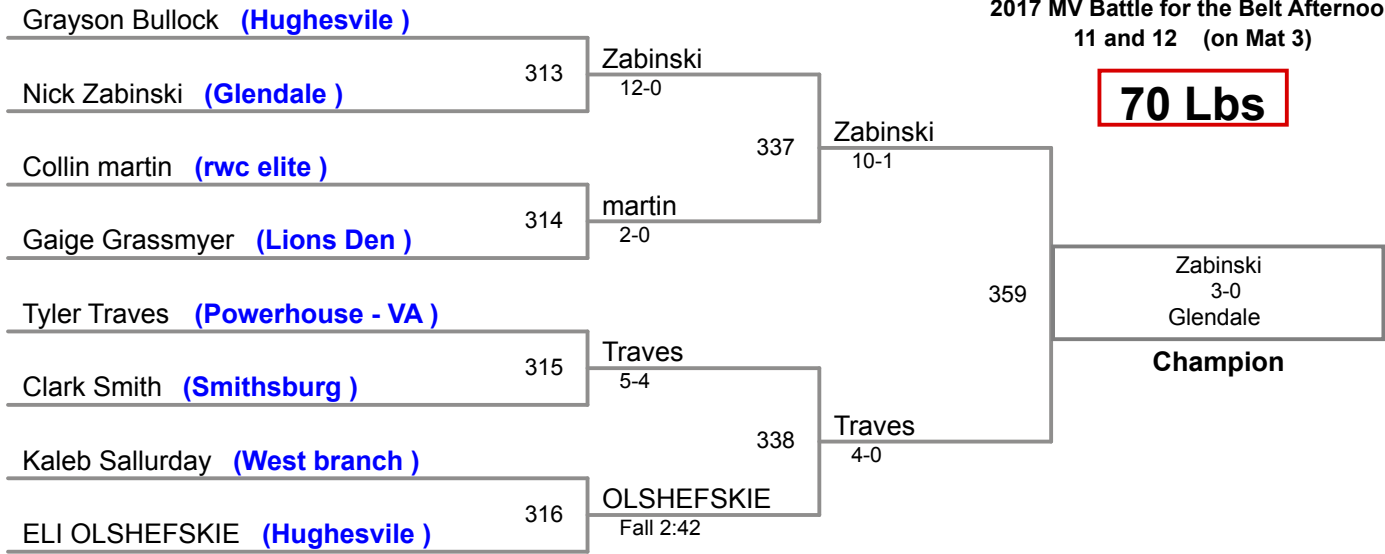 2017 MV Battle for the Belt Afternoo
11 and 12 (on Mat 3)
70 Lbs
Grayson Bullock (Hughesvile )
313
Nick Zabinski (Glendale )
Zabinski
12-0
Collin martin (rwc elite )
314
Gaige Grassmyer (Lions Den )
martin
2-0
337
Zabinski
10-1
Tyler Traves (Powerhouse - VA )
315
Clark Smith (Smithsburg )
Traves
5-4
Kaleb Sallurday (West branch )
316
ELI OLSHEFSKIE (Hughesvile )
OLSHEFSKIE
Fall 2:42
338
Traves
4-0
359
Zabinski
3-0
Glendale
Champion